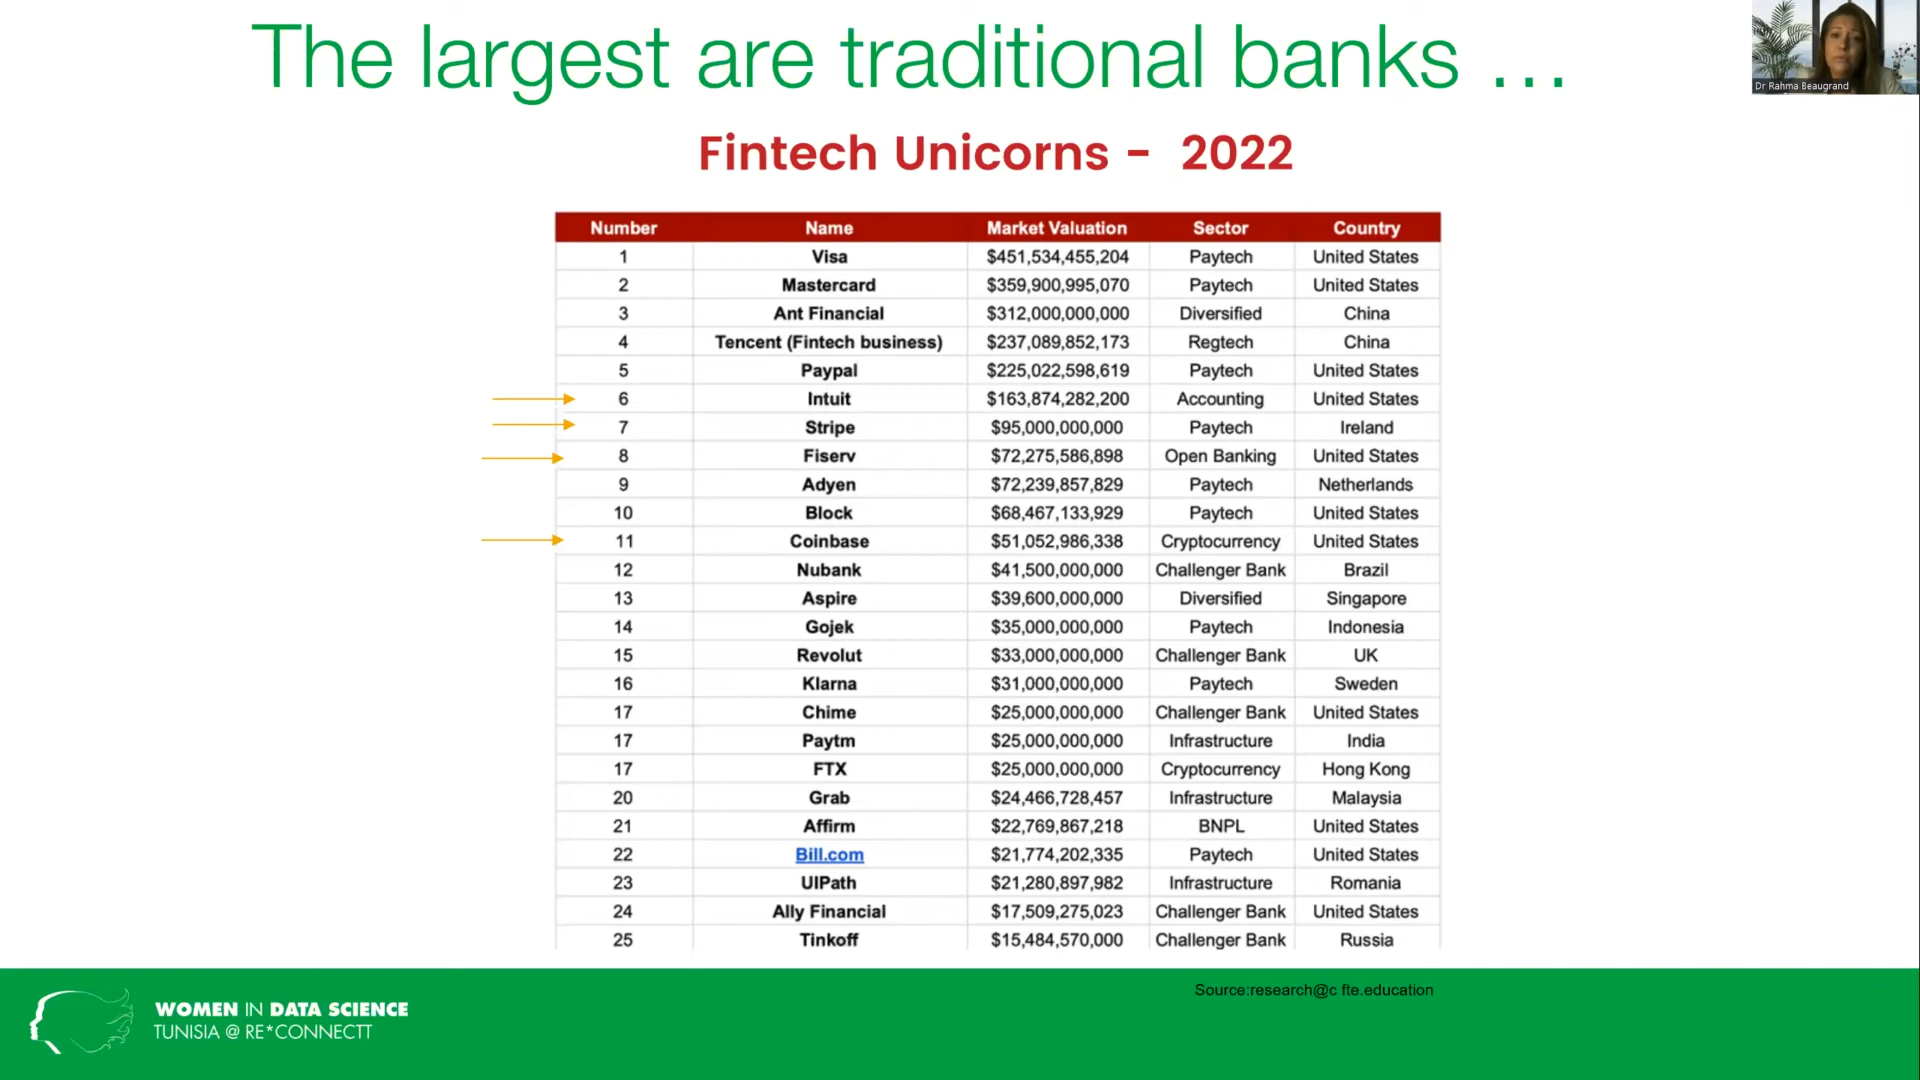 The largest are traditional banks ...
Dr Rahma Beaugrand
Fintech Unicorns - 2022
Number Name Market Valuation Sector Country
1 Visa $451,534,455,204 Paytech United States
2 Mastercard $359,900,995,070 Paytech United States
3 Ant Financial $312,000,000,000 Diversified China
4 Tencent (Fintech business) $237,089,852,173 Regtech China
5 Paypal $225,022,598,619 Paytech United States
6 Intuit $163,874,282,200 Accounting United States
7 Stripe $95,000,000,000 Paytech Ireland
8 Fiserv $72,275,586,898 Open Banking United States
9 Adyen $72,239,857,829 Paytech Netherlands
10 Block $68,467,133,929 Paytech United States
11 Coinbase $51,052,986,338 Cryptocurrency United States
12 Nubank $41,500,000,000 Challenger Bank Brazil
13 Aspire $39,600,000,000 Diversified Singapore
14 Gojek $35,000,000,000 Paytech Indonesia
15 Revolut $33,000,000,000 Challenger Bank UK
16 Klarna $31,000,000,000 Paytech Sweden
17 Chime $25,000,000,000 Challenger Bank United States
17 Paytm $25,000,000,000 Infrastructure India
17 FTX $25,000,000,000 Cryptocurrency Hong Kong
20 Grab $24,466,728,457 Infrastructure Malaysia
21 Affirm $22,769,867,218 BNPL United States
22 Bill.com $21,774,202,335 Paytech United States
23 UIPath $21,280,897,982 Infrastructure Romania
24 Ally Financial $17,509,275,023 Challenger Bank United States
25 Tinkoff $15,484,570,000 Challenger Bank Russia
Source:research@c fte.education
WOMEN IN DATA SCIENCE
TUNISIA @ RE*CONNECTT